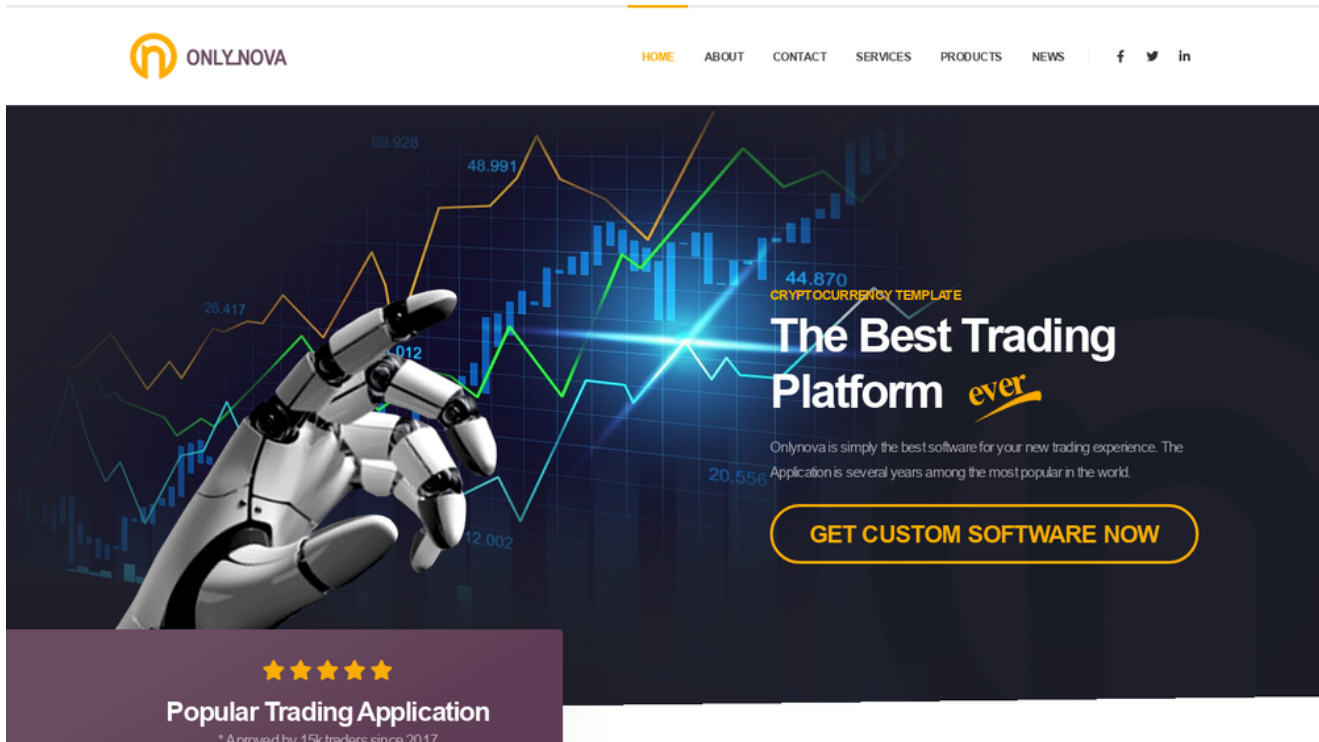 ONLY_NOVA
HOME ABOUT CONTACT SERVICES PRODUCTS NEWS
69.928
48.991
44.870
26.417
.012
20.556
12.002
CRYPTOCURRENCY TEMPLATE
The Best Trading
Platform ever
Onlynova is simply the best software for your new trading experience. The
Application is several years among the most popular in the world.
GET CUSTOM SOFTWARE NOW
Popular Trading Application
* Aproved by 15k traders since 2017